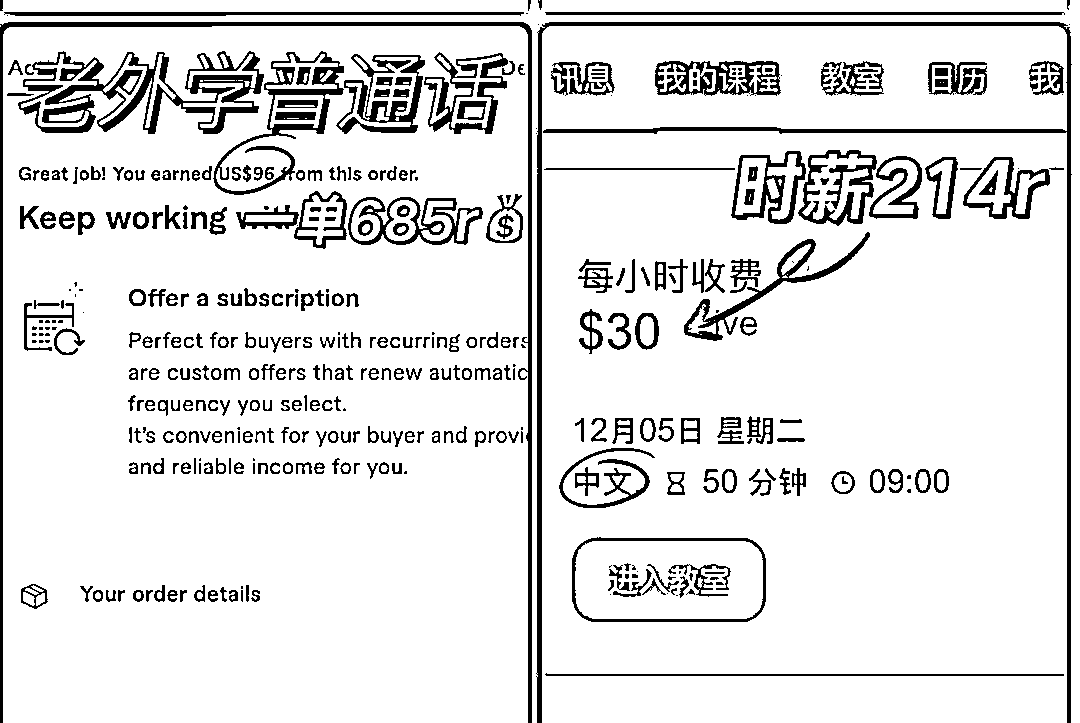 老外学普通话
Great job! You earned US$96 from this order.
Keep working with
一单685r
Offer a subscription
Perfect for buyers with recurring orders
are custom offers that renew automatic
frequency you select.
It's convenient for your buyer and provi
and reliable income for you.
Your order details
讯息 我的课程 教室 日历 我
时薪214r
每小时收费
$30
12月05日 星期二
中文 50 分钟 09:00
进入教室